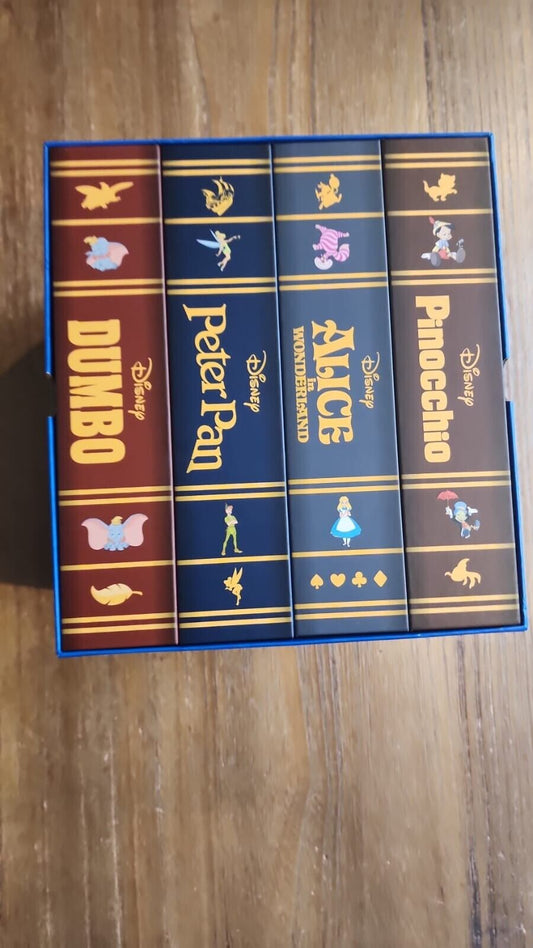 Disney
DUMBO
Disney
Peter Pan
Disney
ALICE
in
WONDERLAND
Disney
Pinocchio